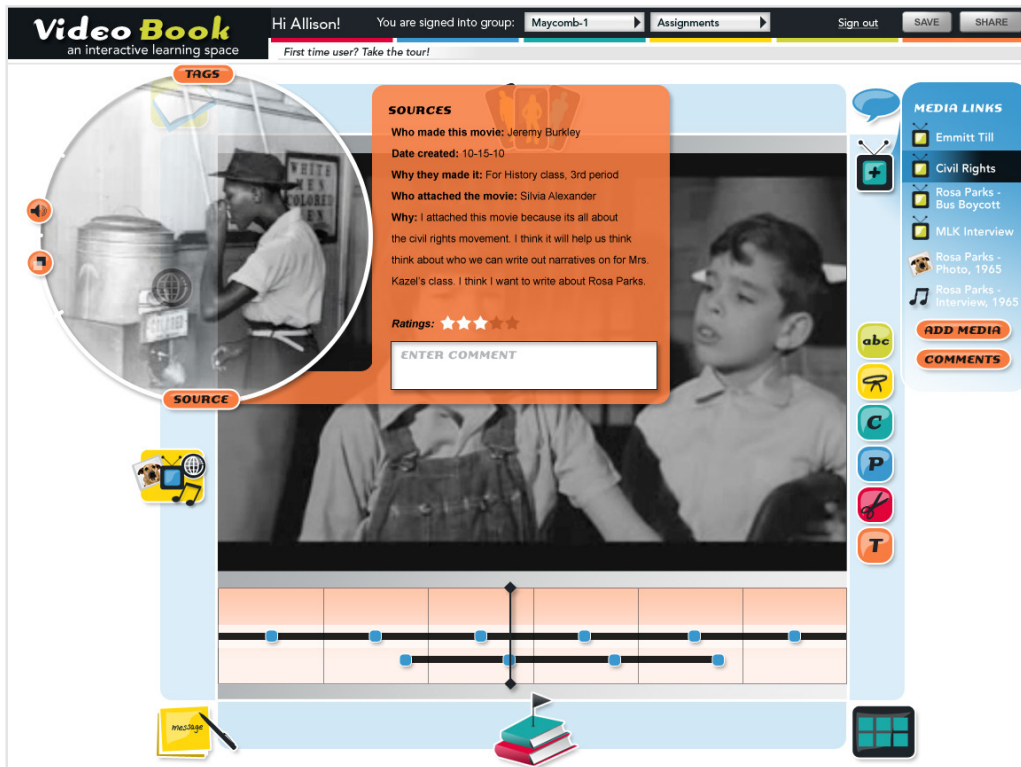 Video Book
an interactive learning space
Hi Allison!
You are signed into group:
Maycomb-1
Assignments
Sign out
SAVE
SHARE
First time user? Take the tour!
TAGS
WHITE
MEN
COLORED
MEN
COLORED
SOURCE
SOURCES
Who made this movie: Jeremy Burkley
Date created: 10-15-10
Why they made it: For History class, 3rd period
Who attached the movie: Silvia Alexander
Why: I attached this movie because its all about
the civil rights movement. I think it will help us think
think about who we can write out narratives on for Mrs.
Kazel's class. I think I want to write about Rosa Parks.
Ratings:
ENTER COMMENT
MEDIA LINKS
Emmitt Till
Civil Rights
Rosa Parks -
Bus Boycott
MLK Interview
Rosa Parks -
Photo, 1965
Rosa Parks -
Interview, 1965
ADD MEDIA
COMMENTS
abc
C
P
T
message